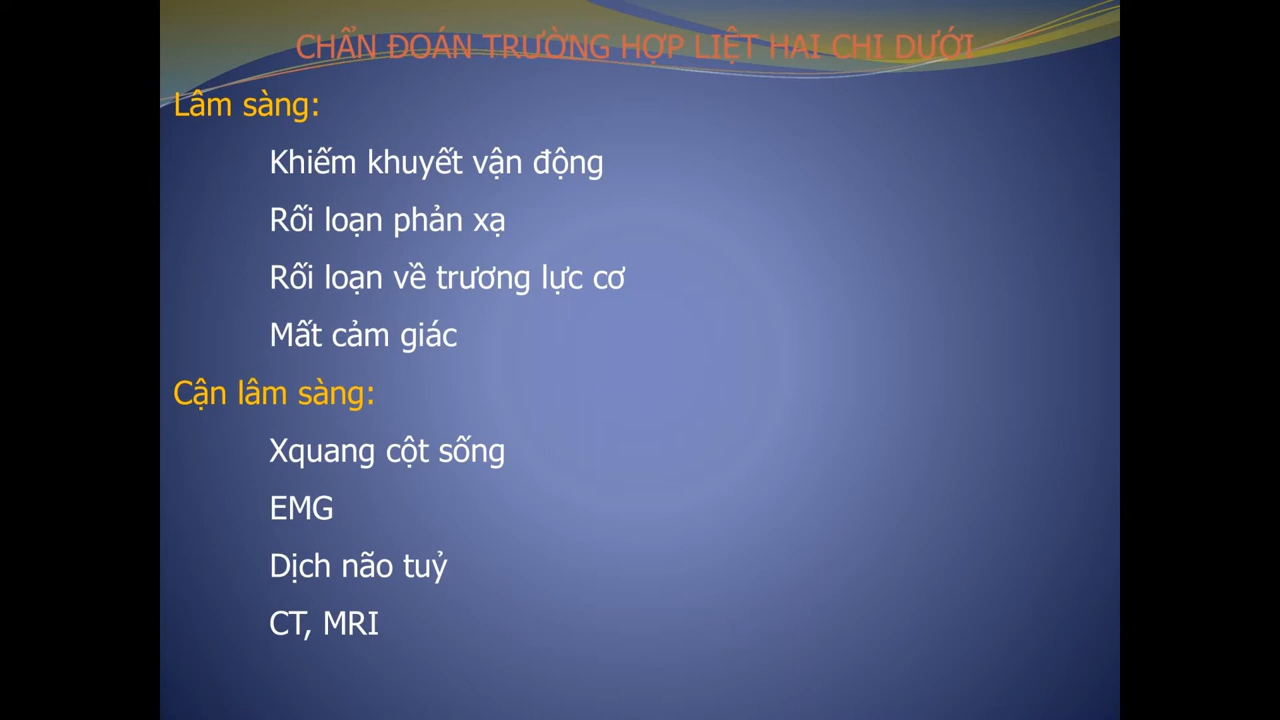 CHẨN ĐOÁN TRƯỜNG HỢP LIỆT HAI CHI DƯỚI
Lâm sàng:
Khiếm khuyết vận động
Rối loạn phản xạ
Rối loạn về trương lực cơ
Mất cảm giác
Cận lâm sàng:
Xquang cột sống
EMG
Dịch não tuỷ
CT, MRI